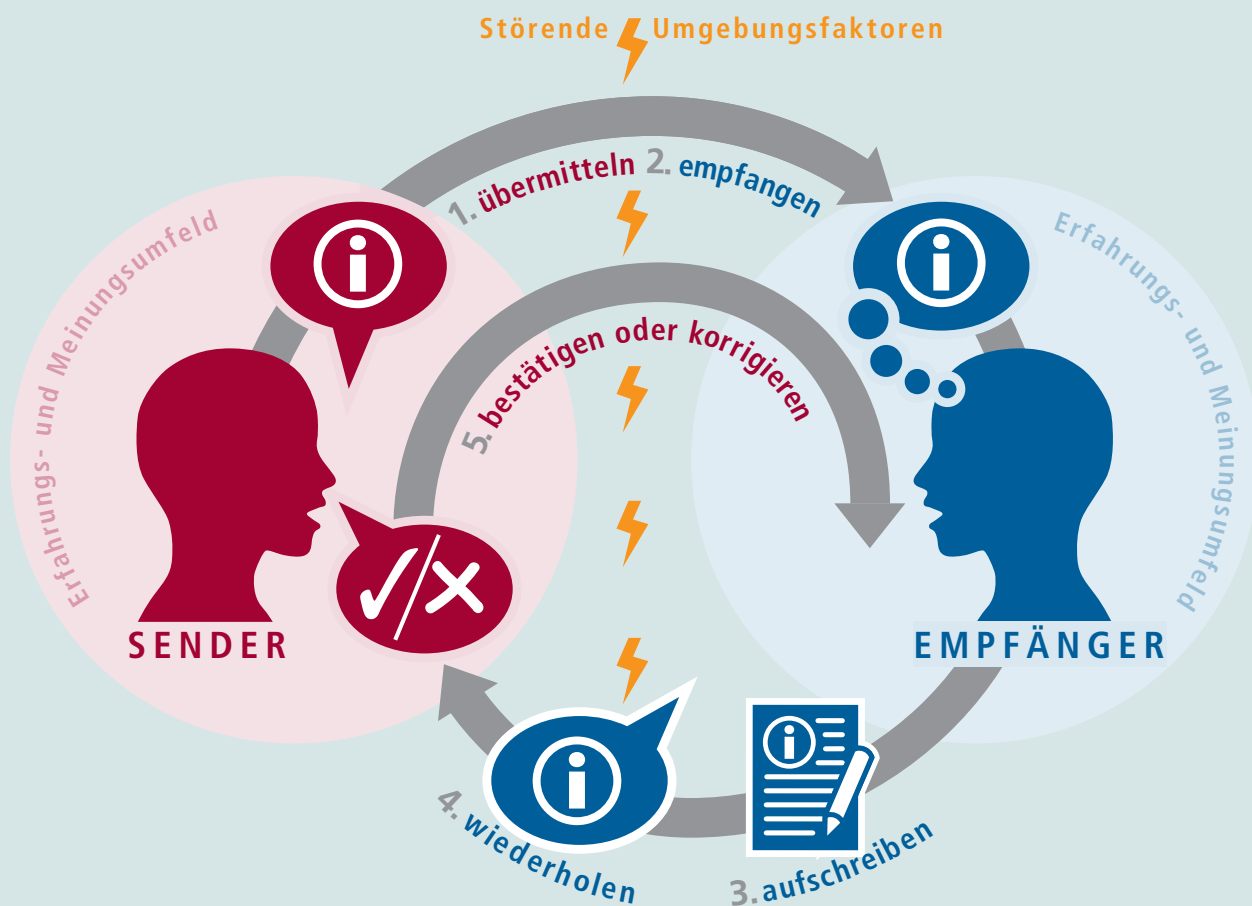 Störende Umgebungsfaktoren
1. übermitteln 2. empfangen
Erfahrungs- und Meinungsumfeld
Erfahrungs- und Meinungsumfeld
5. bestätigen oder korrigieren
SENDER
EMPFÄNGER
4. wiederholen
3. aufschreiben